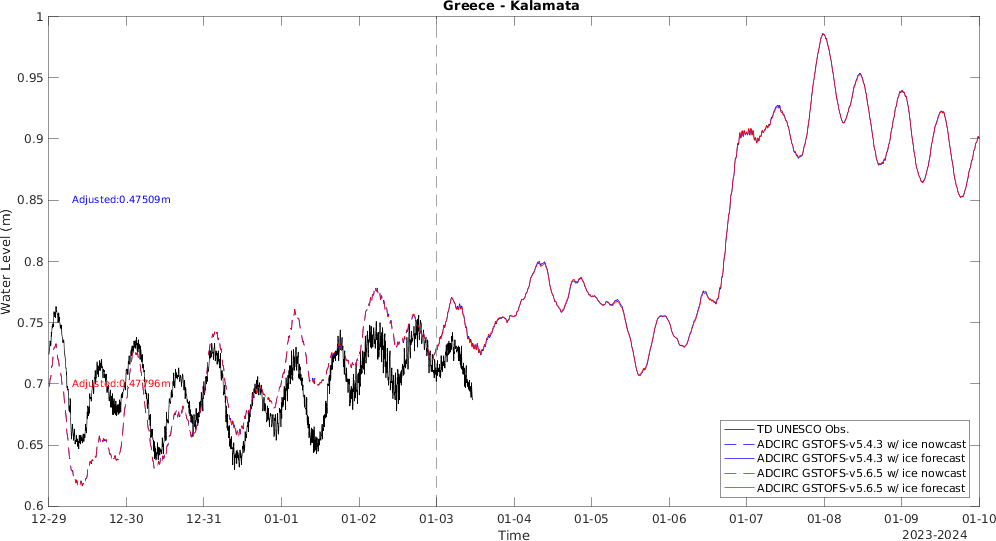 Greece - Kalamata
1
0.95
0.9
0.85
0.8
0.75
0.7
0.65
0.6
Water Level (m)
Adjusted:0.47509m
Adjusted:0.47796m
TD UNESCO Obs.
ADCIRC GSTOFS-v5.4.3 w/ ice nowcast
ADCIRC GSTOFS-v5.4.3 w/ ice forecast
ADCIRC GSTOFS-v5.6.5 w/ ice nowcast
ADCIRC GSTOFS-v5.6.5 w/ ice forecast
12-29 12-30 12-31 01-01 01-02 01-03 01-04 01-05 01-06 01-07 01-08 01-09 01-10
Time
2023-2024